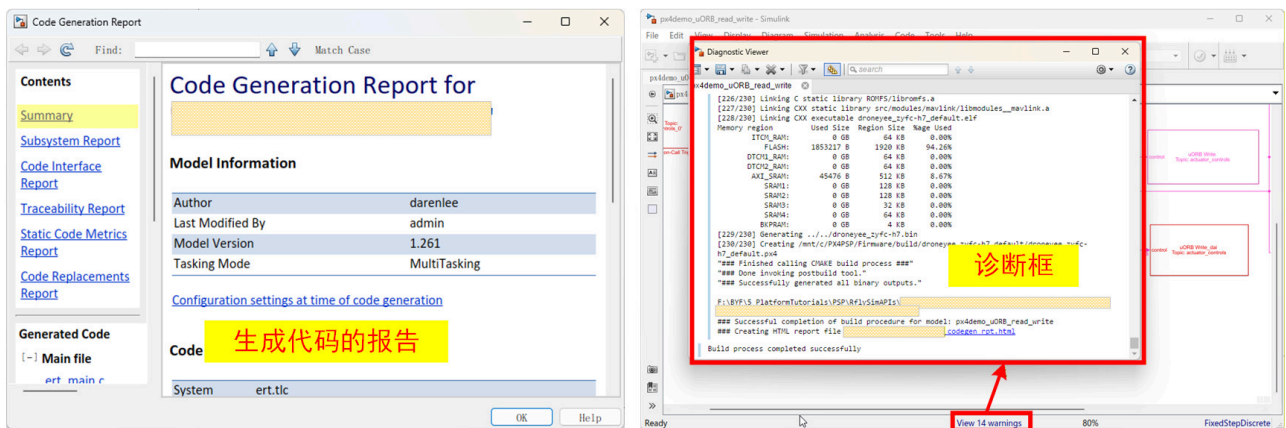 Code Generation Report
Find:
Match Case
Contents
Summary
Subsystem Report
Code Interface
Report
Traceability Report
Static Code Metrics
Report
Code Replacements
Report
Generated Code
[-] Main file
ert_main.c
Code Generation Report for
Model Information
Author darenlee
Last Modified By admin
Model Version 1.261
Tasking Mode MultiTasking
Configuration settings at time of code generation
生成代码的报告
Code
System ert.tlc
OK Help
px4demo_uORB_read_write - Simulink
File Edit View Display Diagram Simulation Analysis Code Tools Help
Diagnostic Viewer
search
px4demo_uORB_read_write
[226/230] Linking C static library ROMFS/libromfs.a
[227/230] Linking CXX static library src/modules/mavlink/libmodules__mavlink.a
[228/230] Linking CXX executable droneyee_zyfc-h7_default.elf
Memory region Used Size Region Size %age Used
ITCM_RAM: 0 GB 64 KB 0.00%
FLASH: 1853217 B 1920 KB 94.26%
DTCM1_RAM: 0 GB 64 KB 0.00%
DTCM2_RAM: 0 GB 64 KB 0.00%
AXI_SRAM: 45476 B 512 KB 8.67%
SRAM1: 0 GB 128 KB 0.00%
SRAM2: 0 GB 128 KB 0.00%
SRAM3: 0 GB 32 KB 0.00%
SRAM4: 0 GB 64 KB 0.00%
BKPRAM: 0 GB 4 KB 0.00%
[229/230] Generating ../../droneyee_zyfc-h7.bin
[230/230] Creating /mnt/c/PX4PSP/Firmware/build/droneyee_zyfc-h7_default/droneyee_zyfc-
h7_default.px4
"### Finished calling CMAKE build process ###"
"### Done invoking postbuild tool."
"### Successfully generated all binary outputs."
诊断框
F:\BYF\5_PlatformTutorials\PSP\RflySimAPIs\
### Successful completion of build procedure for model: px4demo_uORB_read_write
### Creating HTML report file _codegen_rpt.html
Build process completed successfully
uORB Write
Topic: actuator_controls
uORB Write_dai
Topic: actuator_controls
Ready
View 14 warnings
80%
FixedStepDiscrete